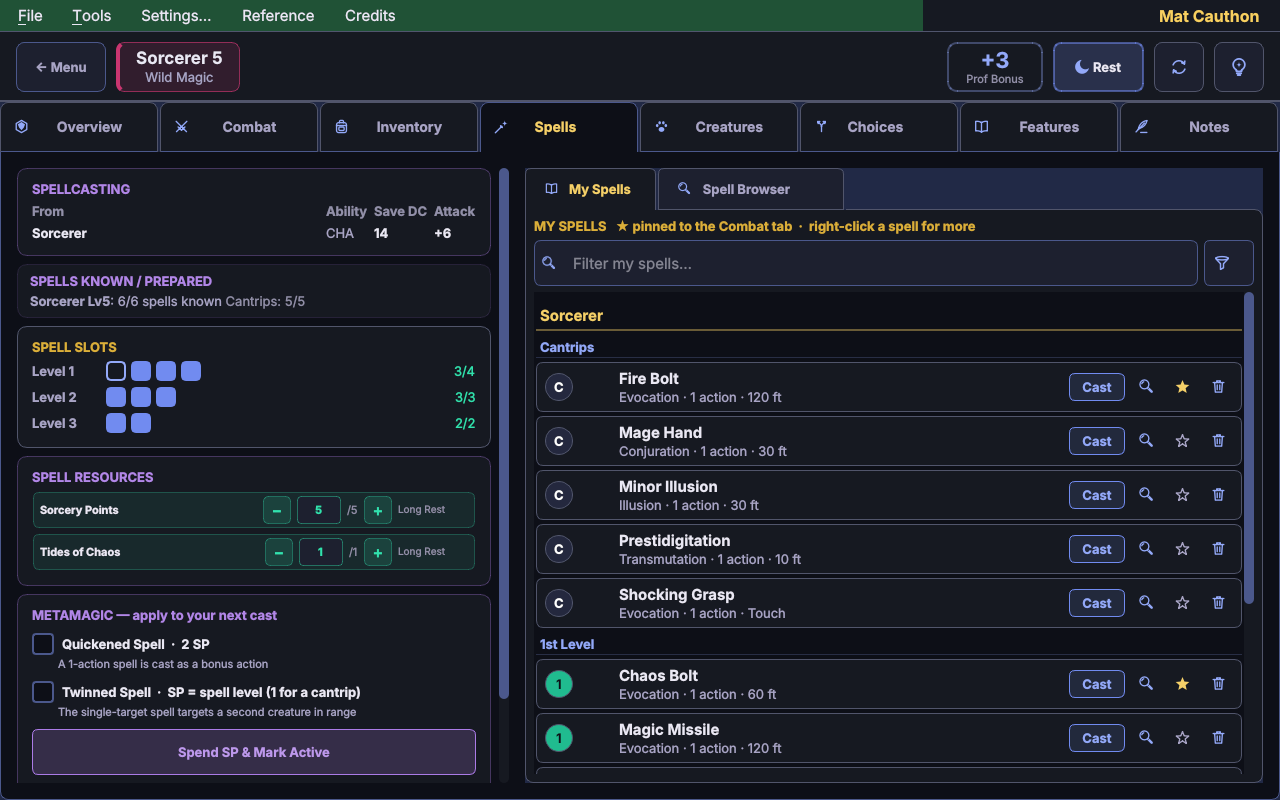 File Tools Settings... Reference Credits Mat Cauthon
← Menu
Sorcerer 5
Wild Magic
+3
Prof Bonus
Rest
Overview Combat Inventory Spells Creatures Choices Features Notes
SPELLCASTING
From Ability Save DC Attack
Sorcerer CHA 14 +6
SPELLS KNOWN / PREPARED
Sorcerer Lv5: 6/6 spells known Cantrips: 5/5
SPELL SLOTS
Level 1 3/4
Level 2 3/3
Level 3 2/2
SPELL RESOURCES
Sorcery Points − 5 /5 + Long Rest
Tides of Chaos − 1 /1 + Long Rest
METAMAGIC — apply to your next cast
Quickened Spell · 2 SP
A 1-action spell is cast as a bonus action
Twinned Spell · SP = spell level (1 for a cantrip)
The single-target spell targets a second creature in range
Spend SP & Mark Active
My Spells Spell Browser
MY SPELLS ★ pinned to the Combat tab · right-click a spell for more
Filter my spells...
Sorcerer
Cantrips
C Fire Bolt Cast
Evocation · 1 action · 120 ft
C Mage Hand Cast
Conjuration · 1 action · 30 ft
C Minor Illusion Cast
Illusion · 1 action · 30 ft
C Prestidigitation Cast
Transmutation · 1 action · 10 ft
C Shocking Grasp Cast
Evocation · 1 action · Touch
1st Level
1 Chaos Bolt Cast
Evocation · 1 action · 60 ft
1 Magic Missile Cast
Evocation · 1 action · 120 ft